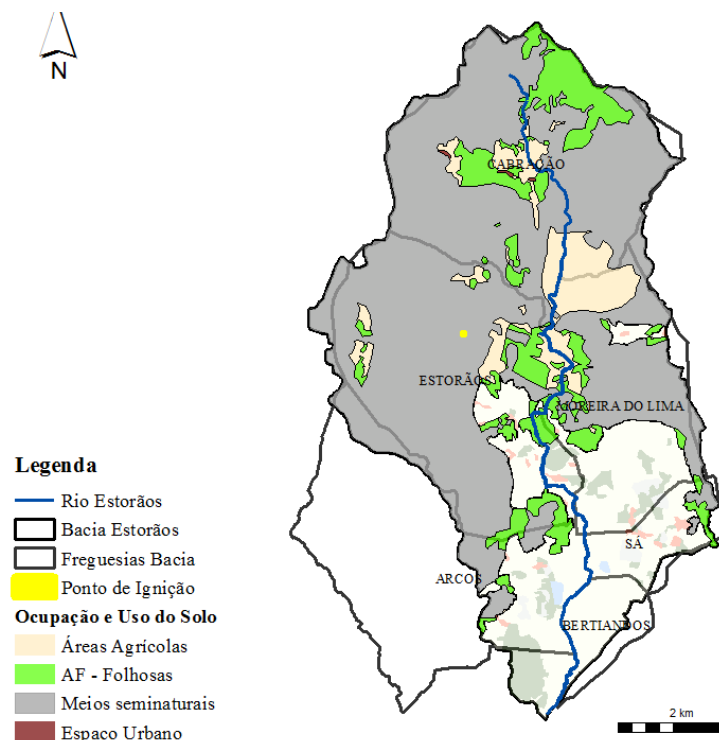 N
CABRAÇÃO
ESTORÃOS
MOREIRA DO LIMA
SÁ
ARCOS
BERTIANDOS
Legenda
Rio Estorãos
Bacia Estorãos
Freguesias Bacia
Ponto de Ignição
Ocupação e Uso do Solo
Áreas Agrícolas
AF - Folhosas
Meios seminaturais
Espaço Urbano
2 km